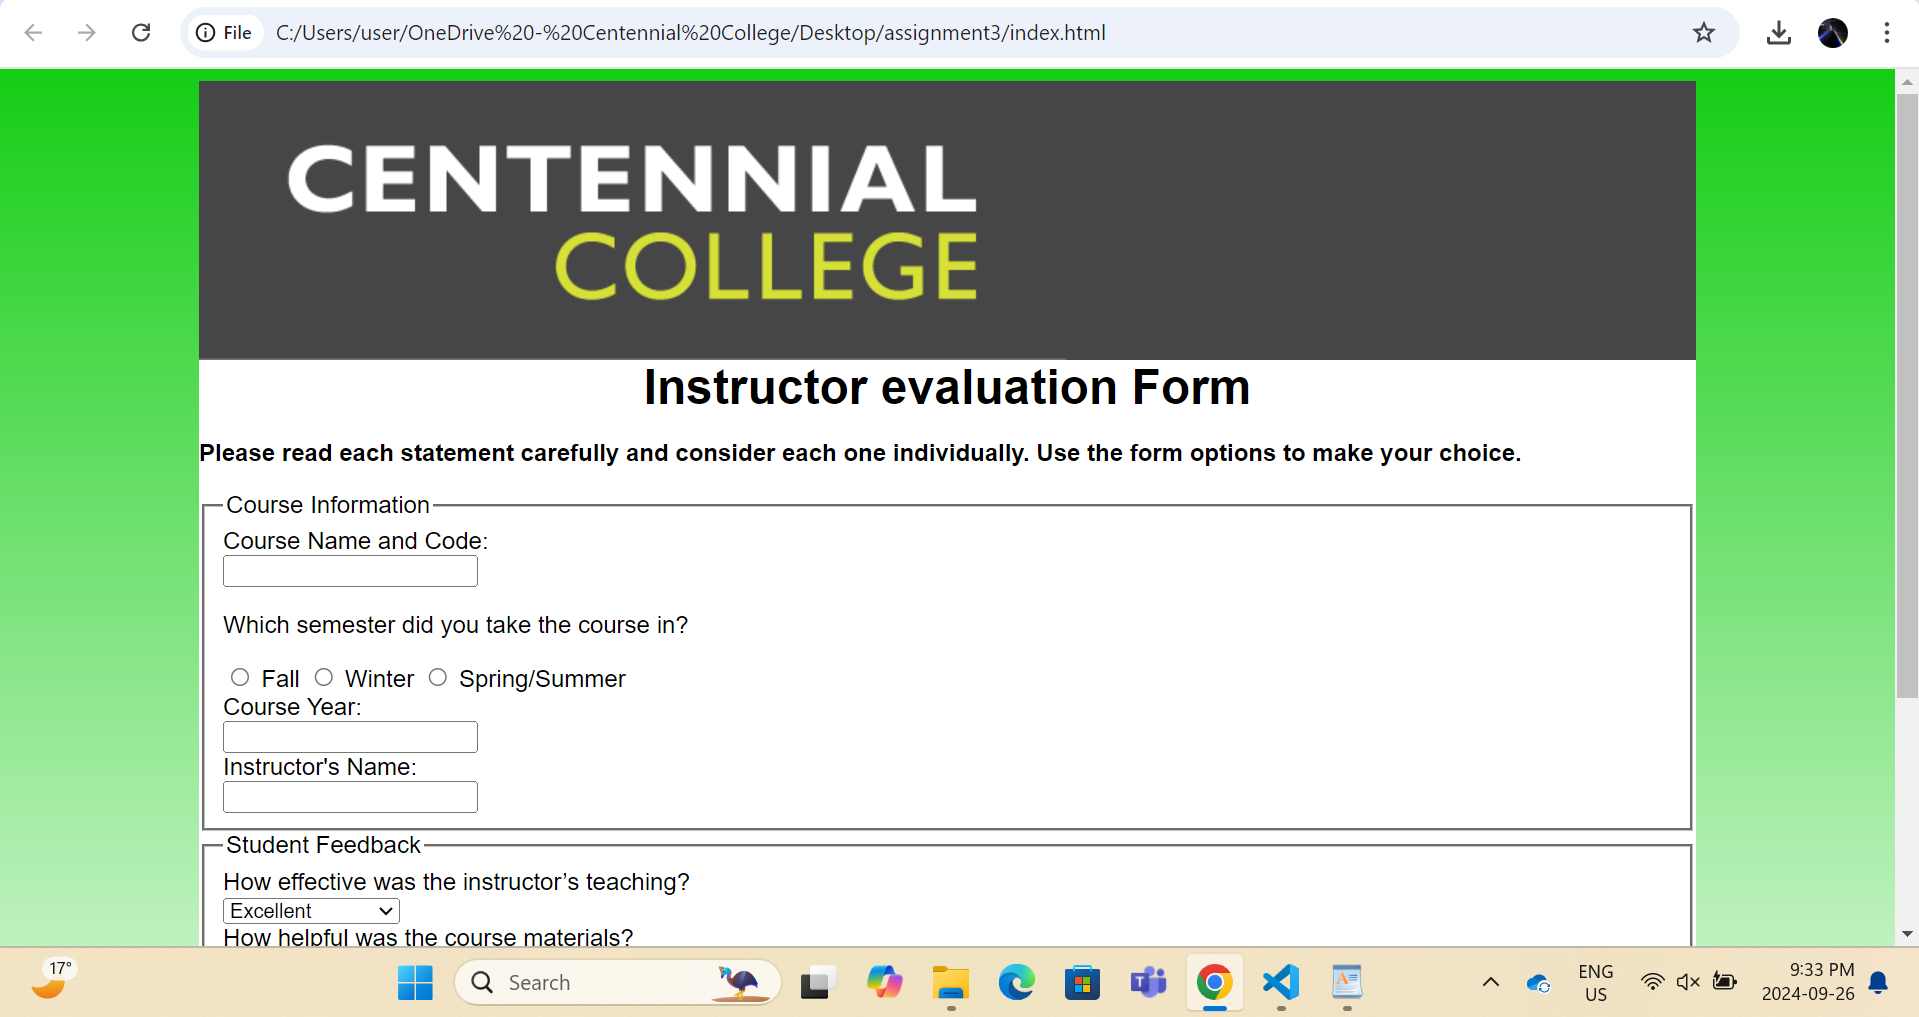 File
C:/Users/user/OneDrive%20-%20Centennial%20College/Desktop/assignment3/index.html
CENTENNIAL
COLLEGE
Instructor evaluation Form
Please read each statement carefully and consider each one individually. Use the form options to make your choice.
Course Information
Course Name and Code:
Which semester did you take the course in?
Fall Winter Spring/Summer
Course Year:
Instructor's Name:
Student Feedback
How effective was the instructor’s teaching?
Excellent
How helpful was the course materials?
17°
Search
ENG
US
9:33 PM
2024-09-26